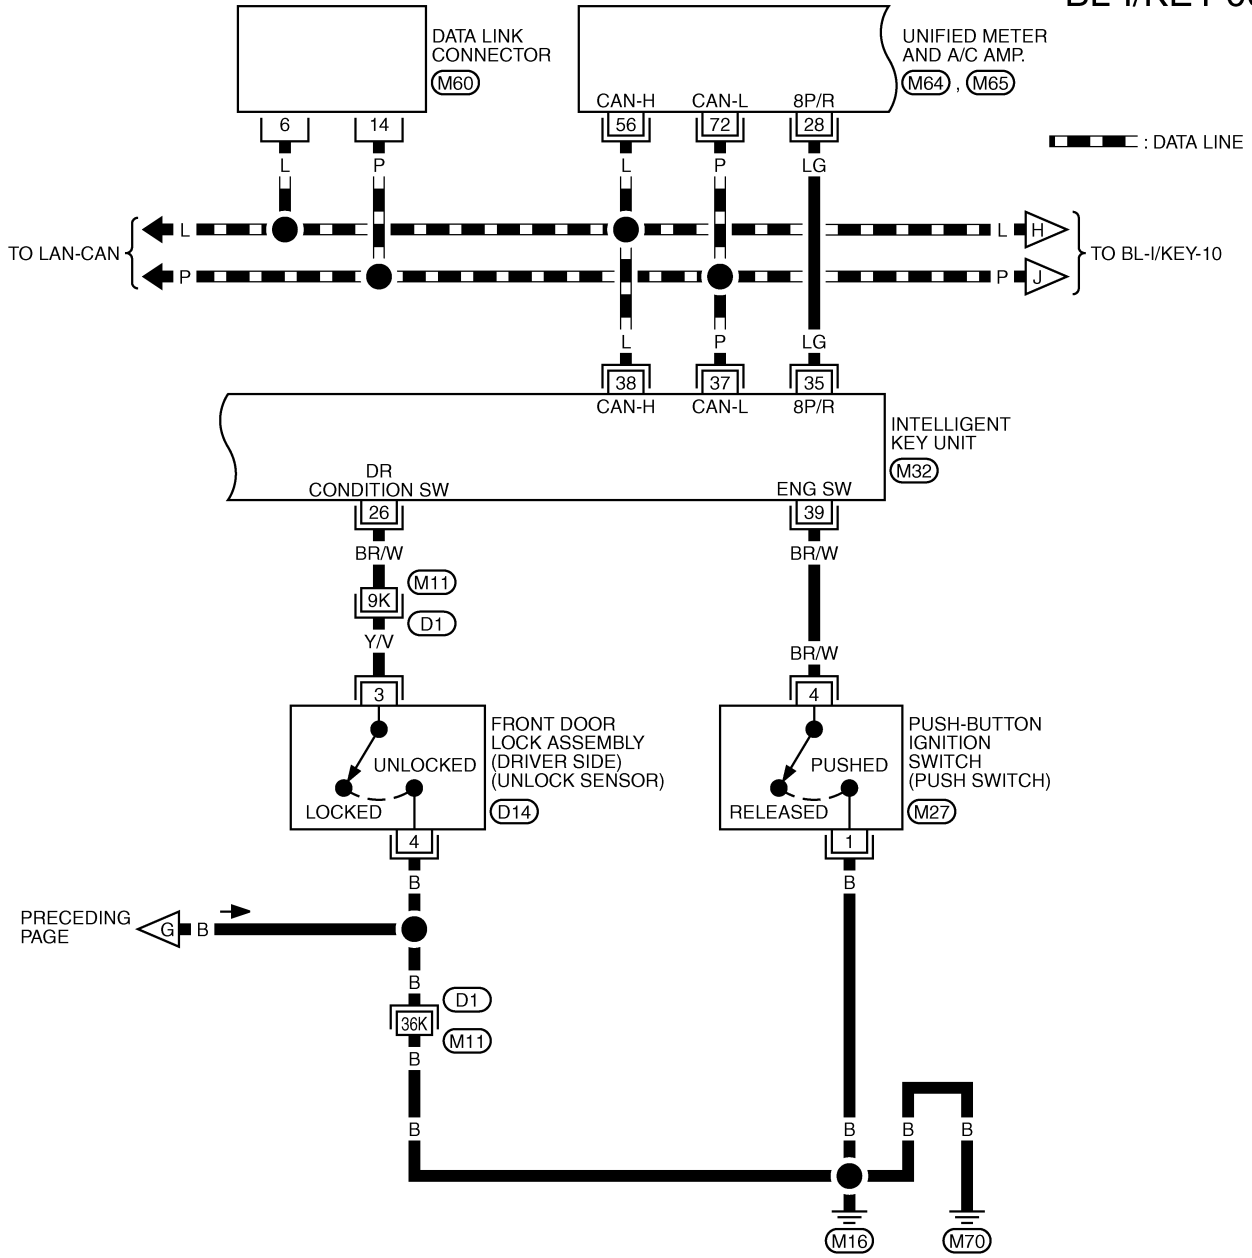 DATA LINK
CONNECTOR
M60
UNIFIED METER
AND A/C AMP.
M64 , M65
CAN-H CAN-L 8P/R
6 14 56 72 28
: DATA LINE
L P L P LG
L L H
TO LAN-CAN TO BL-I/KEY-10
P P J
L P LG
38 37 35
CAN-H CAN-L 8P/R
INTELLIGENT
KEY UNIT
M32
DR
CONDITION SW ENG SW
26 39
BR/W BR/W
M11
9K
D1
Y/V BR/W
3 4
FRONT DOOR
LOCK ASSEMBLY
(DRIVER SIDE)
(UNLOCK SENSOR)
D14
UNLOCKED
LOCKED
PUSH-BUTTON
IGNITION
SWITCH
(PUSH SWITCH)
M27
PUSHED
RELEASED
4 1
B B
PRECEDING
PAGE
G B
B
D1
36K
M11
B
B B B B
M16 M70